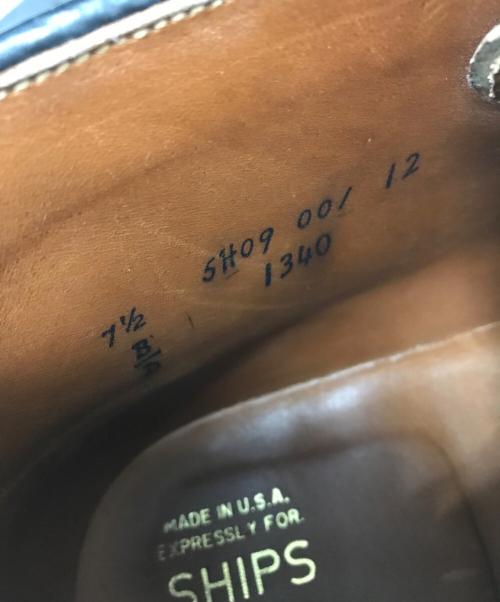 5H09 001 12
1340
7½
B/D
MADE IN U.S.A.
EXPRESSLY FOR
SHIPS